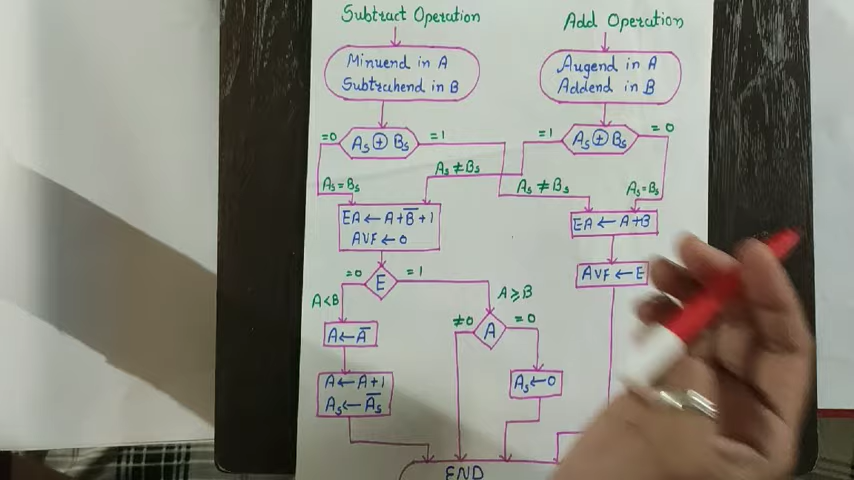 Subtract Operation
Add Operation
Minuend in A
Subtrahend in B
Augend in A
Addend in B
=0
As ⊕ Bs
=1
=1
As ⊕ Bs
=0
As = Bs
As ≠ Bs
As ≠ Bs
As = Bs
EA ← A + B̅ + 1
AVF ← 0
EA ← A+B
AVF ← E
=0
E
=1
A < B
A ≥ B
≠0
A
=0
A ← A̅
As ← 0
A ← A+1
As ← A̅s
END